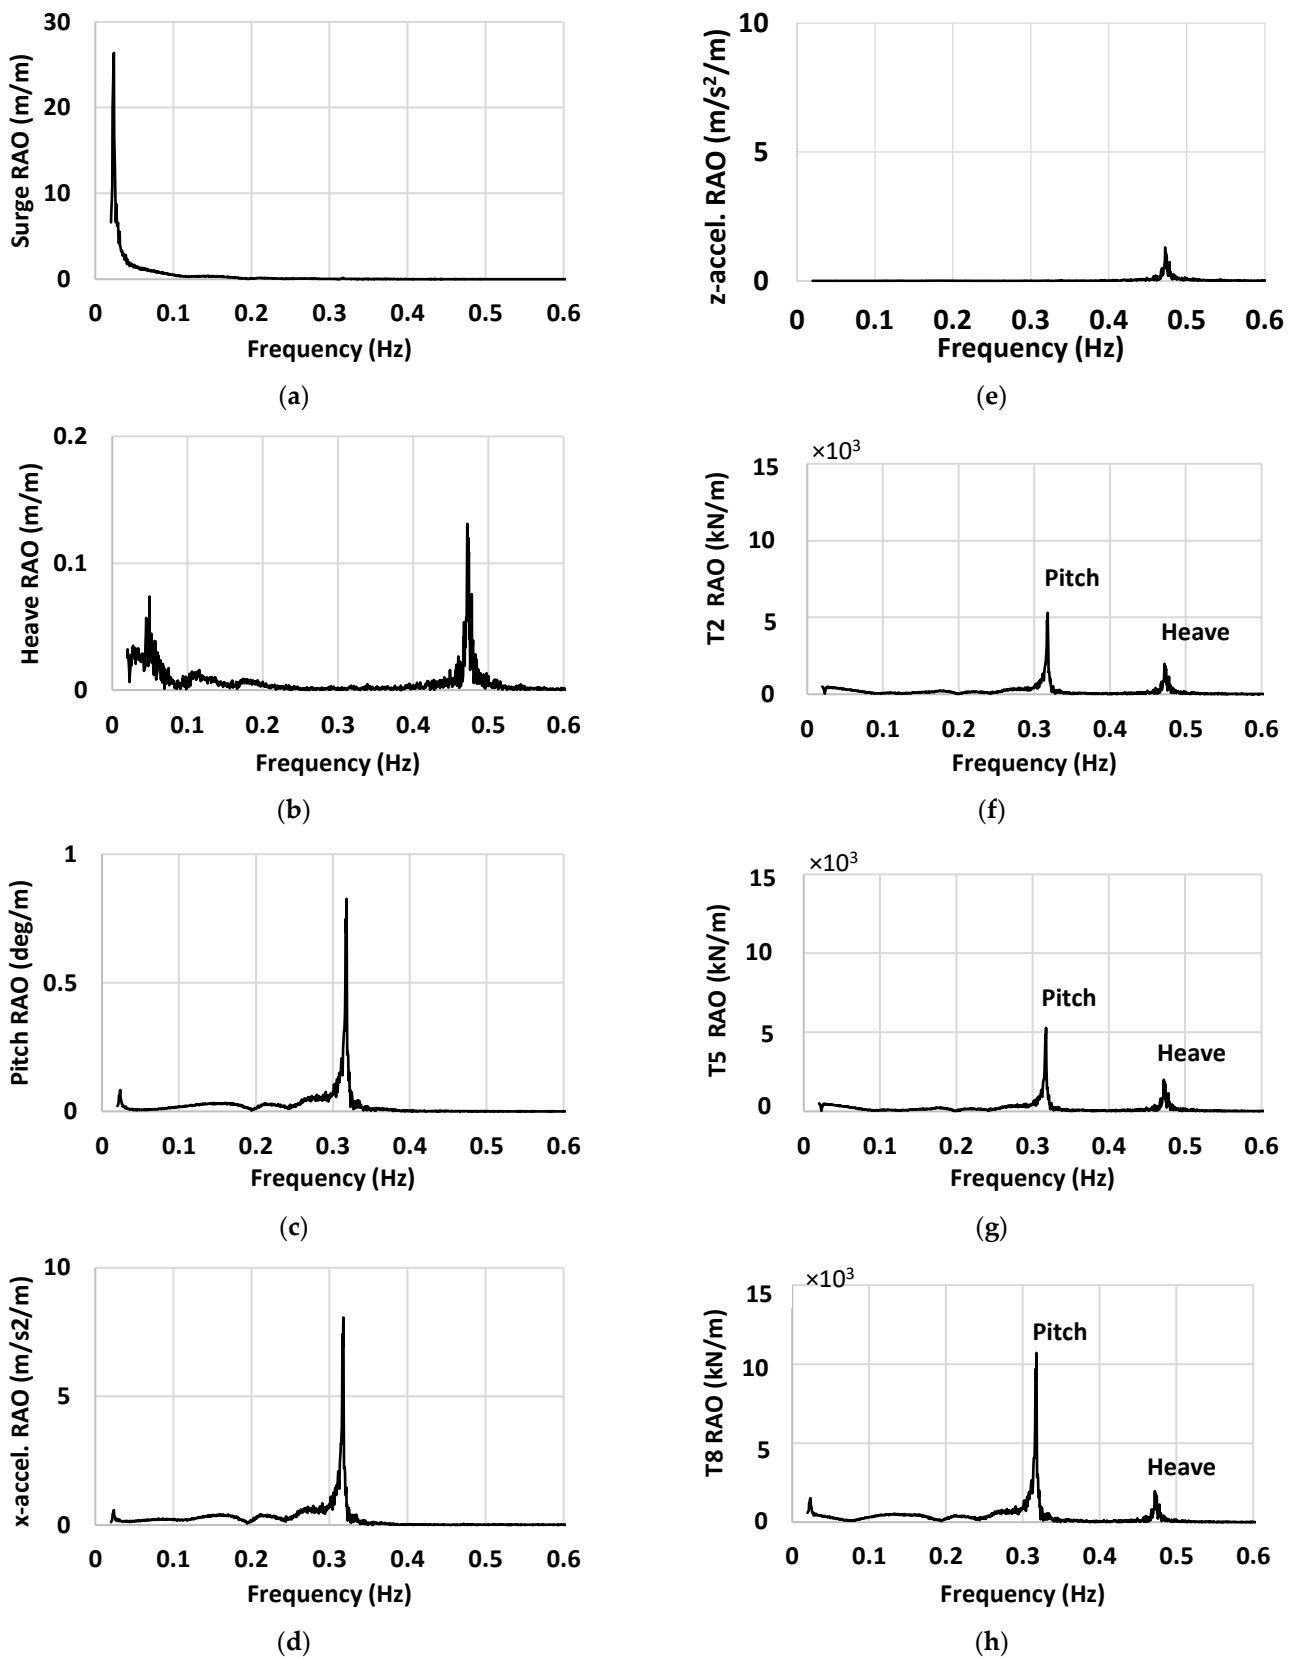 Surge RAO (m/m)
30
20
10
0
0 0.1 0.2 0.3 0.4 0.5 0.6
Frequency (Hz)
(a)
Heave RAO (m/m)
0.2
0.1
0
0 0.1 0.2 0.3 0.4 0.5 0.6
Frequency (Hz)
(b)
Pitch RAO (deg/m)
1
0.5
0
0 0.1 0.2 0.3 0.4 0.5 0.6
Frequency (Hz)
(c)
x-accel. RAO (m/s2/m)
10
5
0
0 0.1 0.2 0.3 0.4 0.5 0.6
Frequency (Hz)
(d)
z-accel. RAO (m/s²/m)
10
5
0
0 0.1 0.2 0.3 0.4 0.5 0.6
Frequency (Hz)
(e)
×10³
T2 RAO (kN/m)
15
10
5
0
Pitch
Heave
0 0.1 0.2 0.3 0.4 0.5 0.6
Frequency (Hz)
(f)
×10³
T5 RAO (kN/m)
15
10
5
0
Pitch
Heave
0 0.1 0.2 0.3 0.4 0.5 0.6
Frequency (Hz)
(g)
×10³
T8 RAO (kN/m)
15
10
5
0
Pitch
Heave
0 0.1 0.2 0.3 0.4 0.5 0.6
Frequency (Hz)
(h)